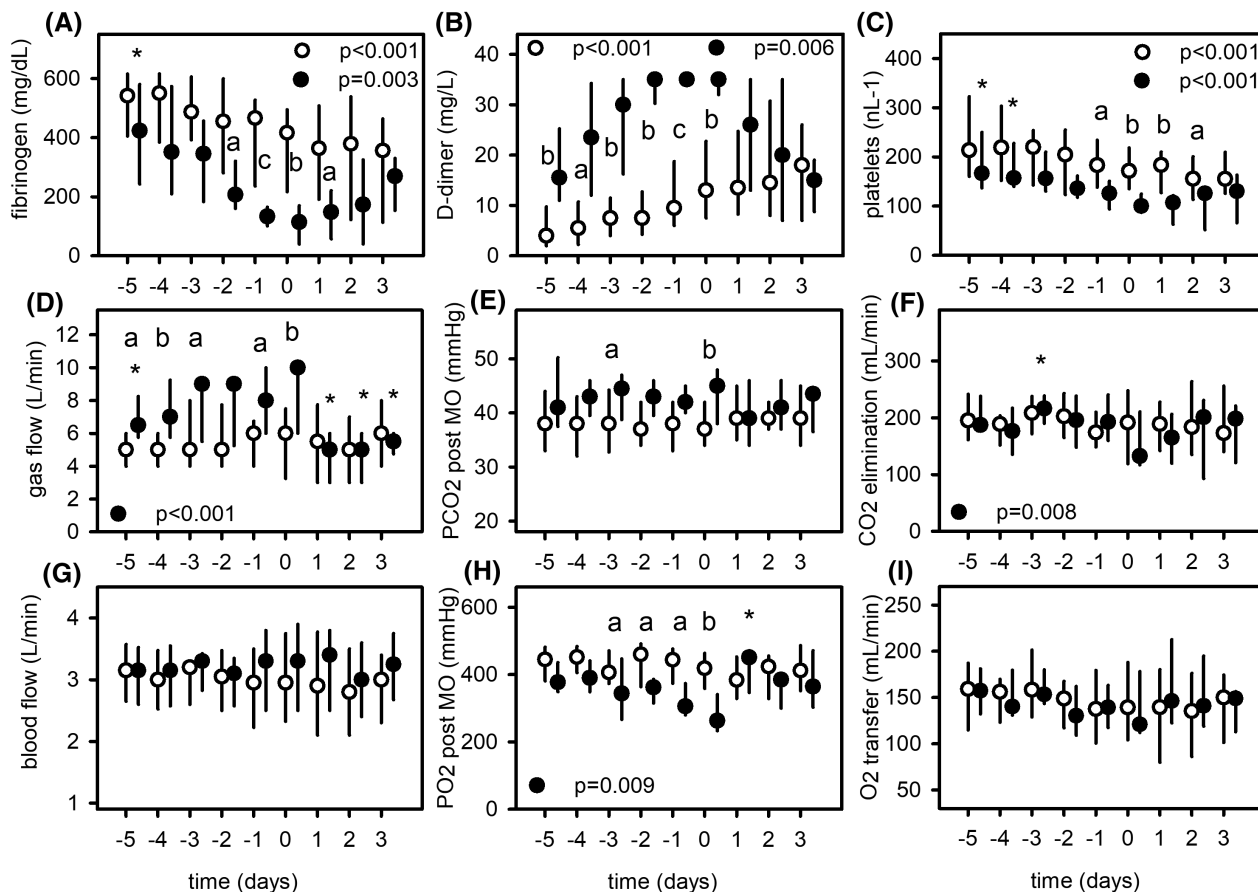 (A)
fibrinogen (mg/dL)
600
400
200
0
*
p<0.001
p=0.003
a
c
b
a
-5 -4 -3 -2 -1 0 1 2 3
(B)
D-dimer (mg/L)
40
30
20
10
0
p<0.001
p=0.006
b
a
b
b
c
b
-5 -4 -3 -2 -1 0 1 2 3
(C)
platelets (nL-1)
400
300
200
100
0
p<0.001
p<0.001
* *
a b b a
-5 -4 -3 -2 -1 0 1 2 3
(D)
gas flow (L/min)
12
10
8
6
4
2
0
a b a a b
* * * *
p<0.001
-5 -4 -3 -2 -1 0 1 2 3
(E)
PCO2 post MO (mmHg)
50
40
30
20
a b
-5 -4 -3 -2 -1 0 1 2 3
(F)
CO2 elimination (mL/min)
300
200
100
0
*
p=0.008
-5 -4 -3 -2 -1 0 1 2 3
(G)
blood flow (L/min)
4
3
2
1
-5 -4 -3 -2 -1 0 1 2 3
time (days)
(H)
PO2 post MO (mmHg)
600
400
200
0
a a a b *
p=0.009
-5 -4 -3 -2 -1 0 1 2 3
time (days)
(I)
O2 transfer (mL/min)
250
200
150
100
50
-5 -4 -3 -2 -1 0 1 2 3
time (days)